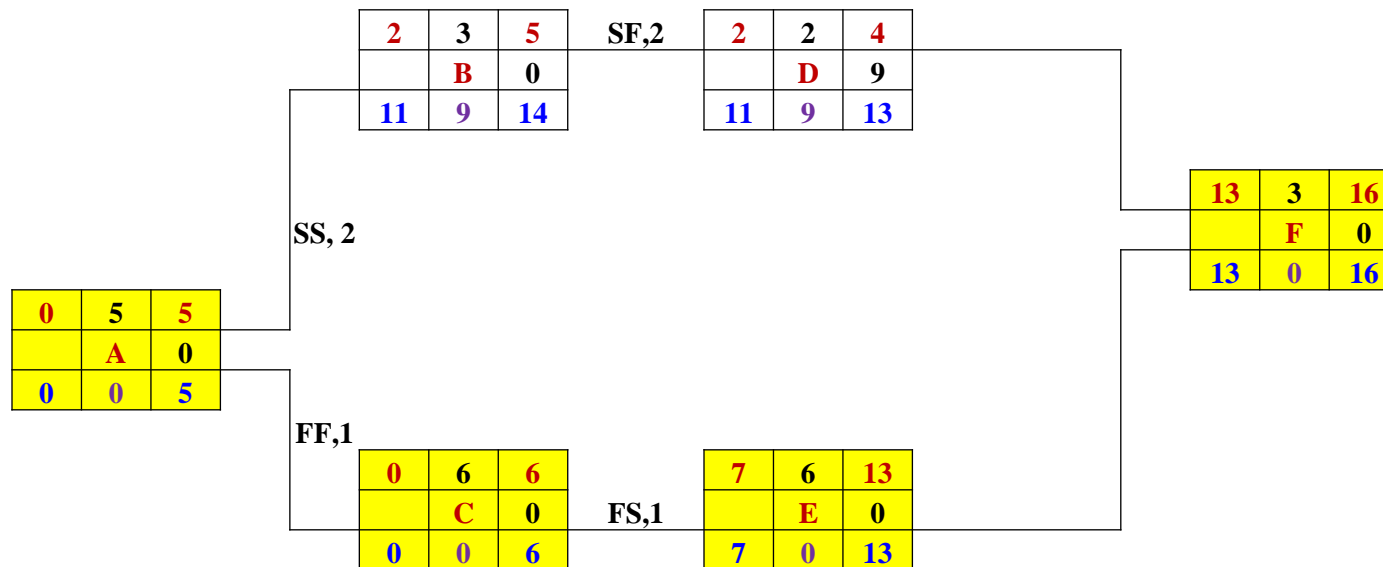 2 3 5 SF,2 2 2 4
B 0 D 9
11 9 14 11 9 13
13 3 16
SS, 2 F 0
13 0 16
0 5 5
A 0
0 0 5
FF,1
0 6 6 7 6 13
C 0 FS,1 E 0
0 0 6 7 0 13